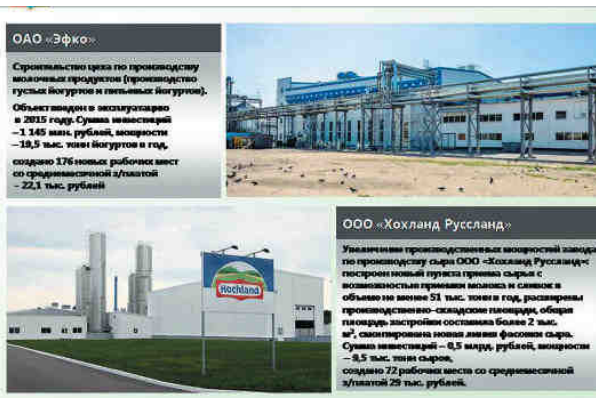 ОАО «Эфко»
Строительство цеха по производству
молочных продуктов (производство
густых йогуртов и питьевых йогуртов).
Объект введен в эксплуатацию
в 2015 году. Сумма инвестиций
– 1 145 млн. рублей, мощности
– 19,5 тыс. тонн йогуртов в год,
создано 176 новых рабочих мест
со среднемесячной з/платой
– 22,1 тыс. рублей
Hochland
ООО «Хохланд Руссланд»
Увеличение производственных мощностей завода
по производству сыра ООО «Хохланд Руссланд»:
построен новый пункта приема сырья с
возможностью приемки молока и сливок в
объеме не менее 51 тыс. тонн в год, расширены
производственно-складские площади, общая
площадь застройки составила более 2 тыс.
м², смонтирована новая линия фасовки сыра.
Сумма инвестиций – 0,5 млрд. рублей, мощности
– 9,5 тыс. тонн сыров,
создано 72 рабочих места со среднемесячной
з/платой 29 тыс. рублей.